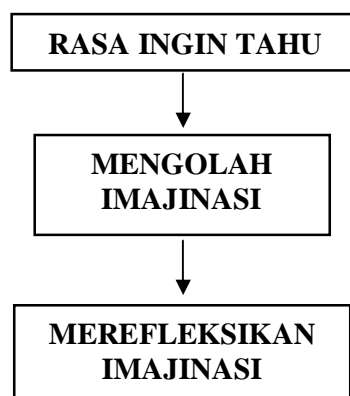 RASA INGIN TAHU
MENGOLAH
IMAJINASI
MEREFLEKSIKAN
IMAJINASI